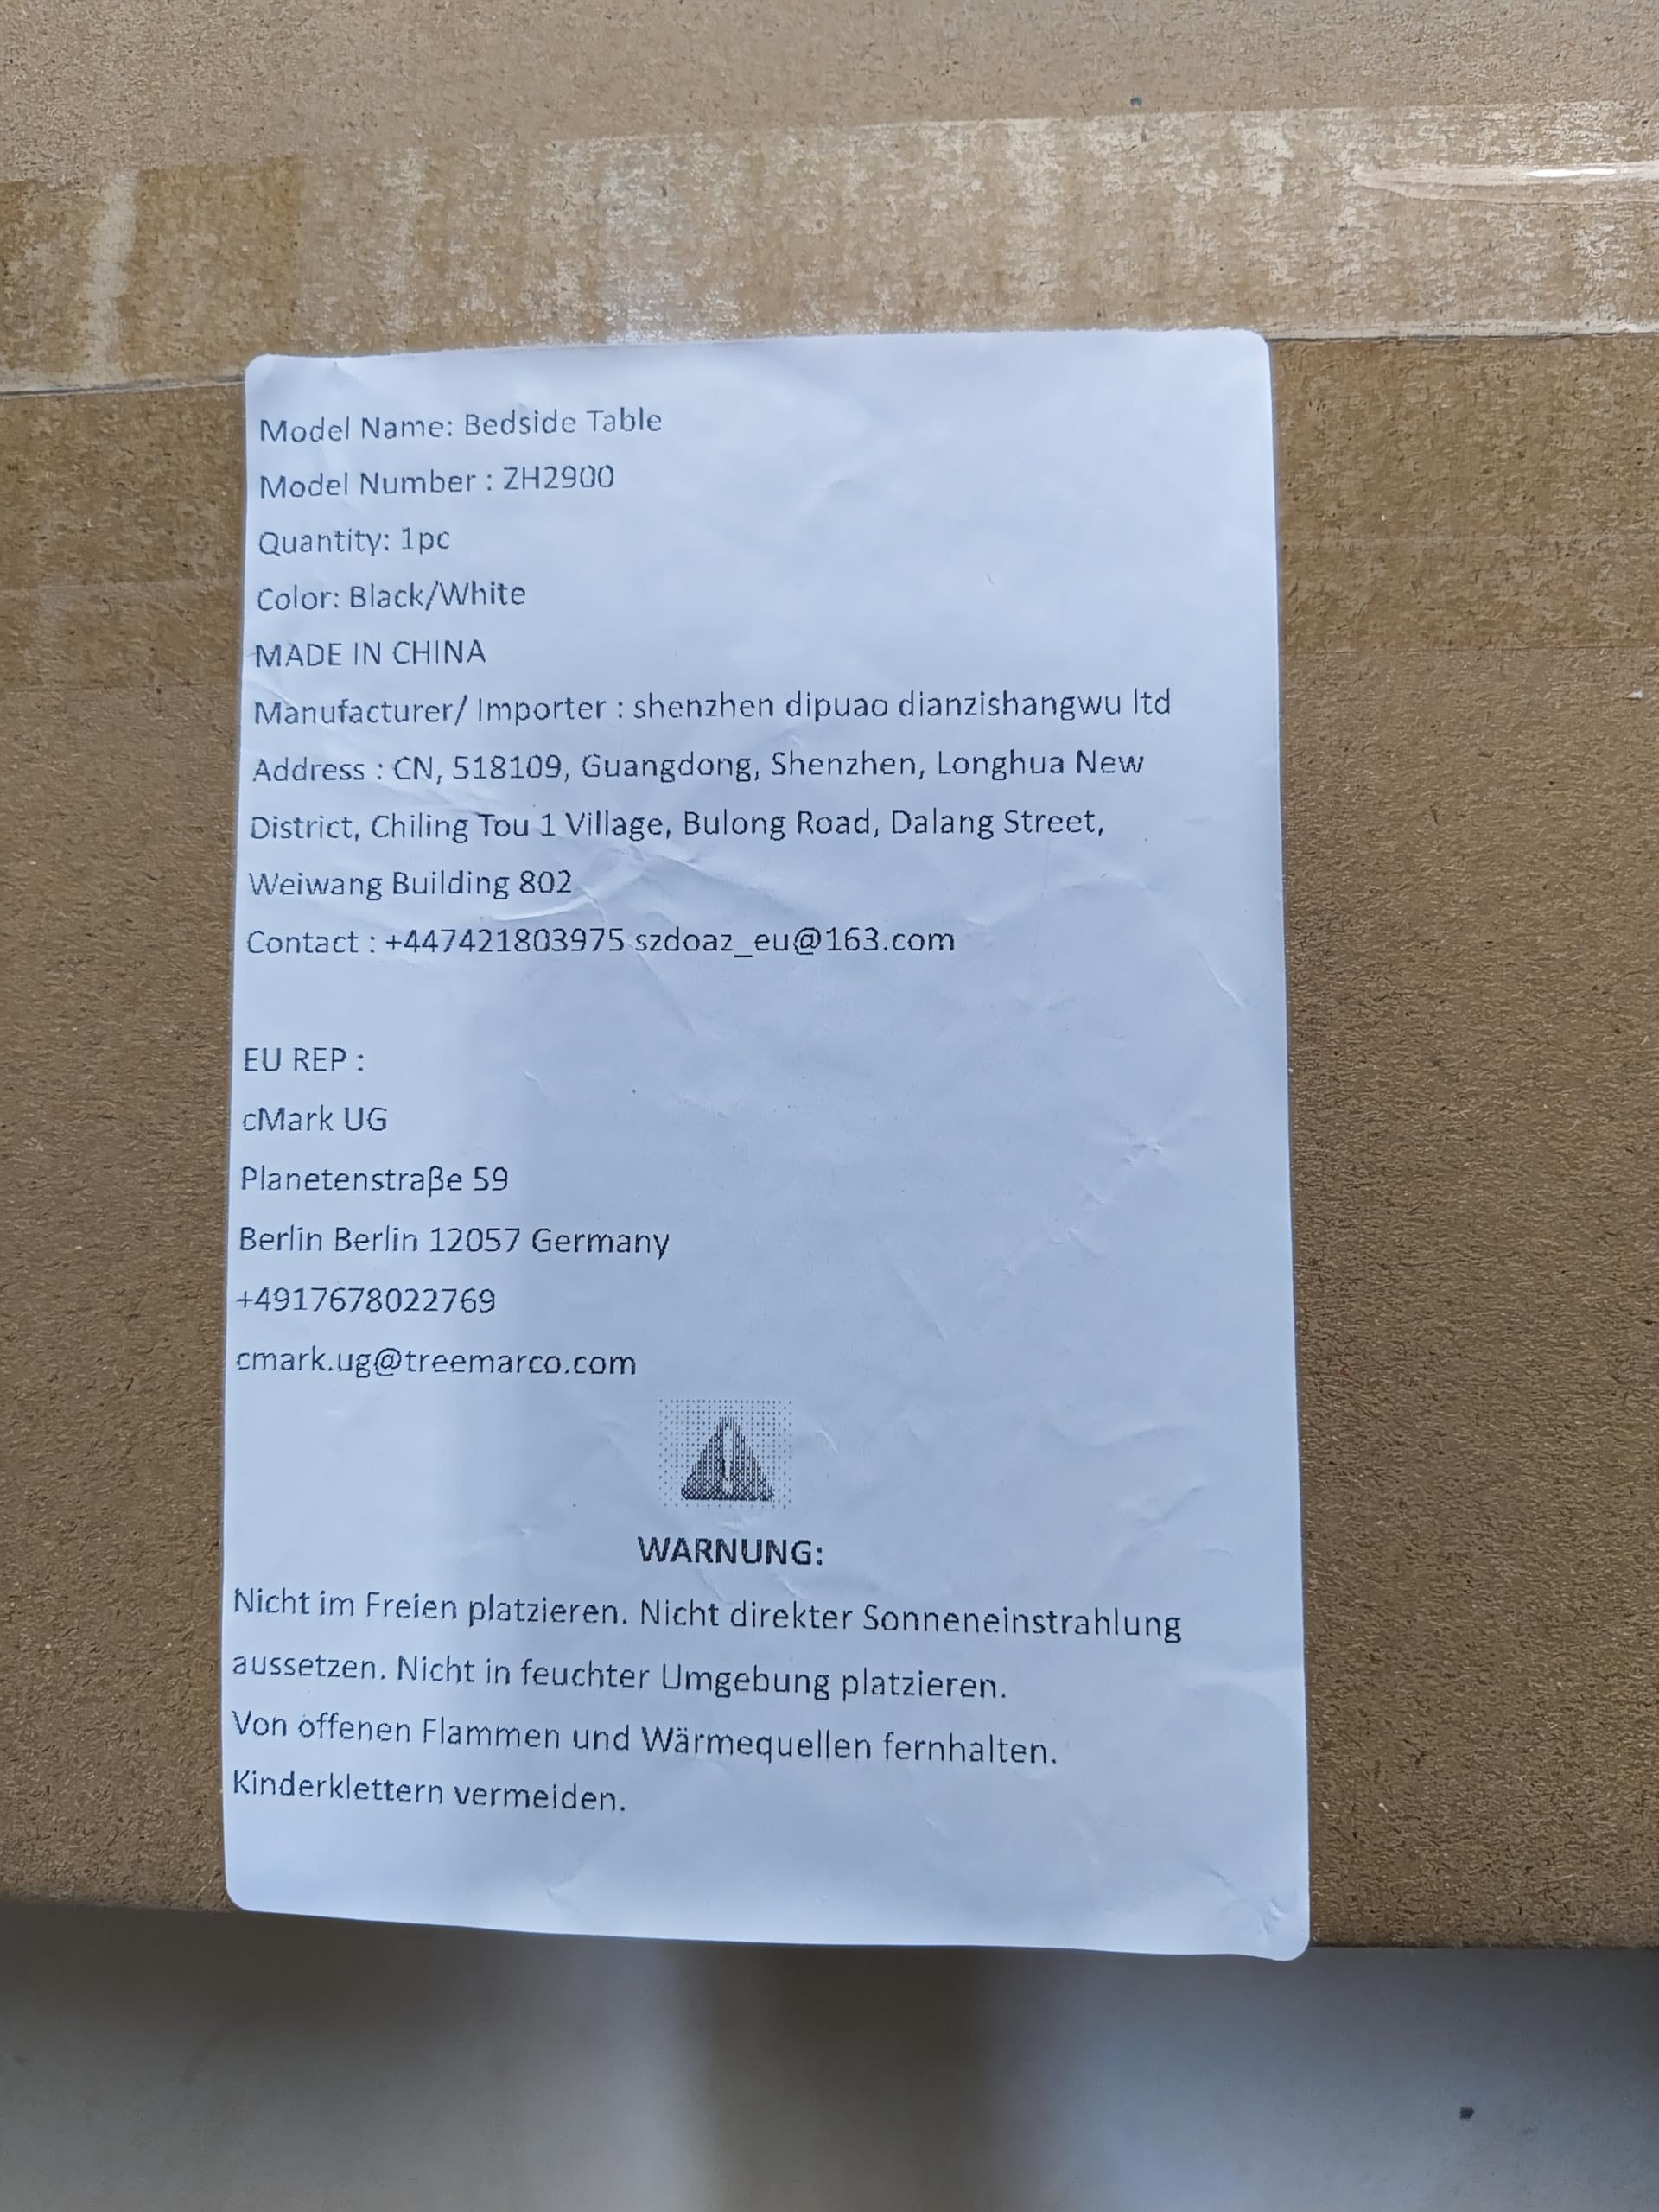 Model Name: Bedside Table
Model Number : ZH2900
Quantity: 1pc
Color: Black/White
MADE IN CHINA
Manufacturer/ Importer : shenzhen dipuao dianzishangwu ltd
Address : CN, 518109, Guangdong, Shenzhen, Longhua New
District, Chiling Tou 1 Village, Bulong Road, Dalang Street,
Weiwang Building 802
Contact : +447421803975 szdoaz_eu@163.com
EU REP :
cMark UG
Planetenstraße 59
Berlin Berlin 12057 Germany
+4917678022769
cmark.ug@treemarco.com
WARNUNG:
Nicht im Freien platzieren. Nicht direkter Sonneneinstrahlung
aussetzen. Nicht in feuchter Umgebung platzieren.
Von offenen Flammen und Wärmequellen fernhalten.
Kinderklettern vermeiden.